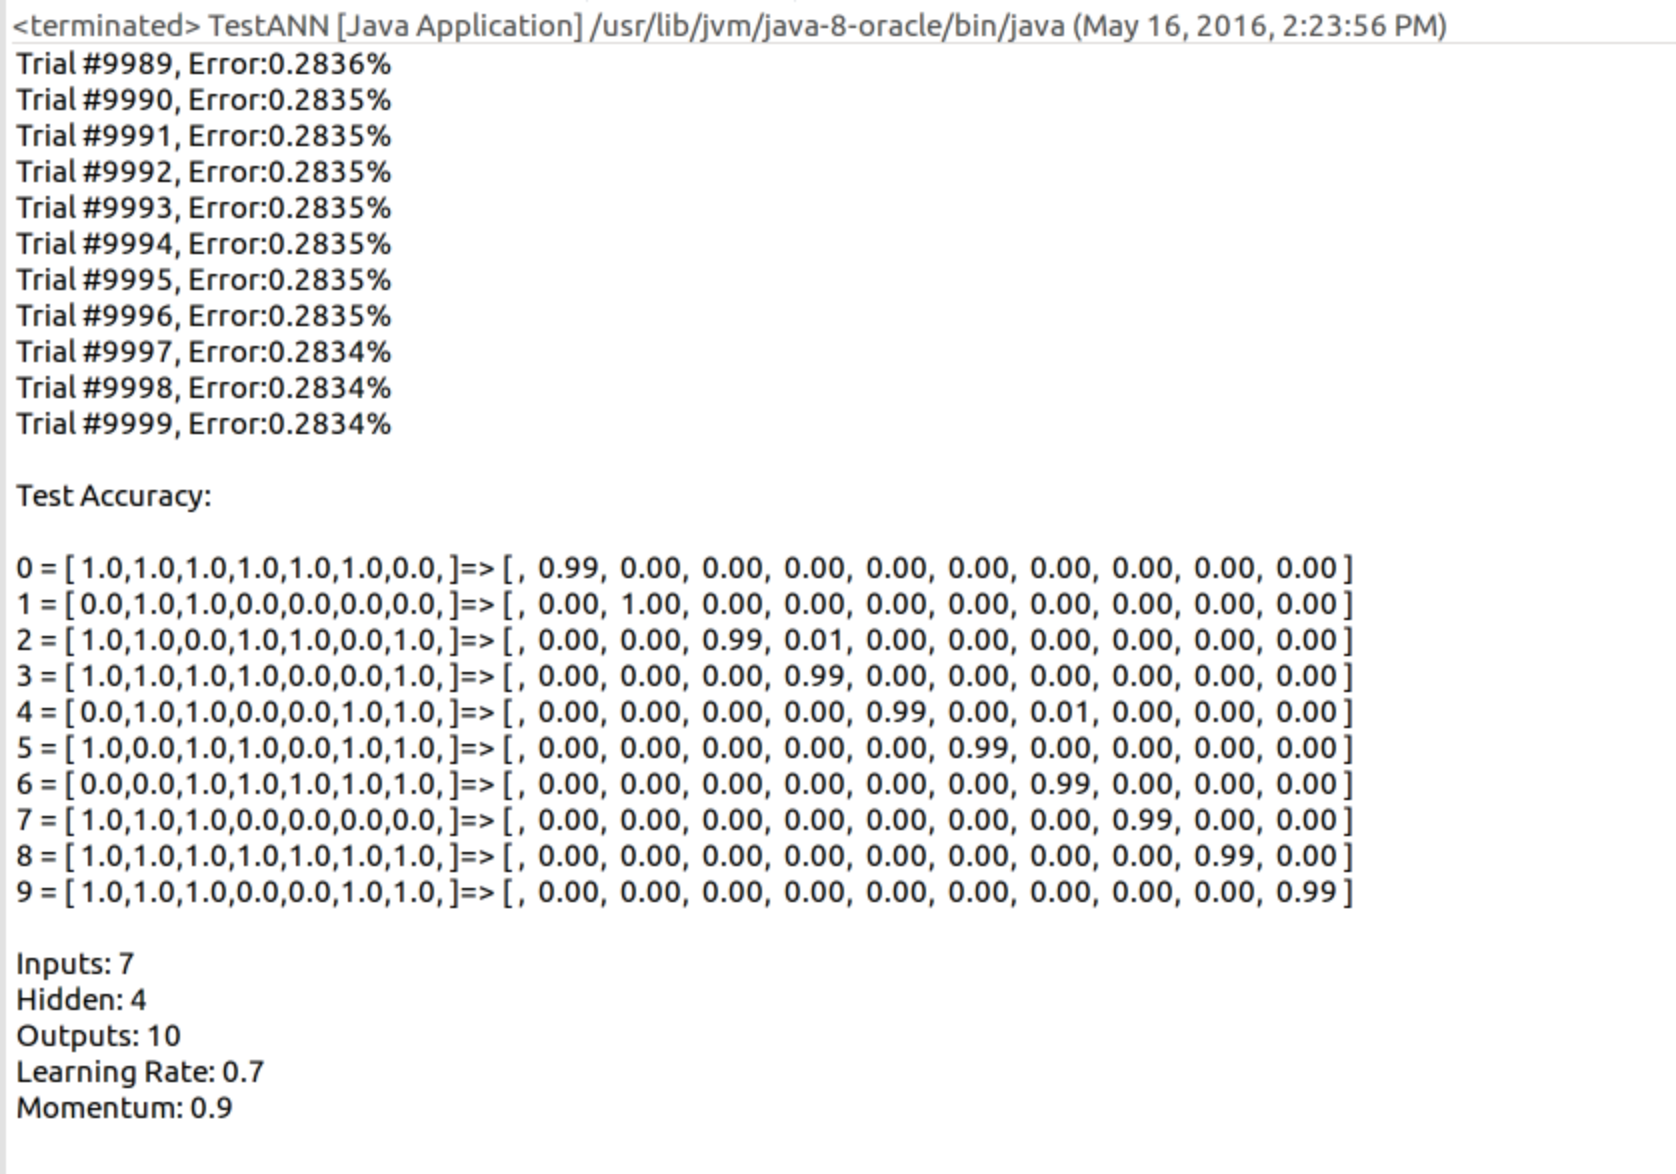 <terminated> TestANN [Java Application] /usr/lib/jvm/java-8-oracle/bin/java (May 16, 2016, 2:23:56 PM)
Trial #9989, Error:0.2836%
Trial #9990, Error:0.2835%
Trial #9991, Error:0.2835%
Trial #9992, Error:0.2835%
Trial #9993, Error:0.2835%
Trial #9994, Error:0.2835%
Trial #9995, Error:0.2835%
Trial #9996, Error:0.2835%
Trial #9997, Error:0.2834%
Trial #9998, Error:0.2834%
Trial #9999, Error:0.2834%
Test Accuracy:
0 = [ 1.0,1.0,1.0,1.0,1.0,1.0,0.0, ]=> [, 0.99, 0.00, 0.00, 0.00, 0.00, 0.00, 0.00, 0.00, 0.00, 0.00 ]
1 = [ 0.0,1.0,1.0,0.0,0.0,0.0,0.0, ]=> [, 0.00, 1.00, 0.00, 0.00, 0.00, 0.00, 0.00, 0.00, 0.00, 0.00 ]
2 = [ 1.0,1.0,0.0,1.0,1.0,0.0,1.0, ]=> [, 0.00, 0.00, 0.99, 0.01, 0.00, 0.00, 0.00, 0.00, 0.00, 0.00 ]
3 = [ 1.0,1.0,1.0,1.0,0.0,0.0,1.0, ]=> [, 0.00, 0.00, 0.00, 0.99, 0.00, 0.00, 0.00, 0.00, 0.00, 0.00 ]
4 = [ 0.0,1.0,1.0,0.0,0.0,1.0,1.0, ]=> [, 0.00, 0.00, 0.00, 0.00, 0.99, 0.00, 0.01, 0.00, 0.00, 0.00 ]
5 = [ 1.0,0.0,1.0,1.0,0.0,1.0,1.0, ]=> [, 0.00, 0.00, 0.00, 0.00, 0.00, 0.99, 0.00, 0.00, 0.00, 0.00 ]
6 = [ 0.0,0.0,1.0,1.0,1.0,1.0,1.0, ]=> [, 0.00, 0.00, 0.00, 0.00, 0.00, 0.00, 0.99, 0.00, 0.00, 0.00 ]
7 = [ 1.0,1.0,1.0,0.0,0.0,0.0,0.0, ]=> [, 0.00, 0.00, 0.00, 0.00, 0.00, 0.00, 0.00, 0.99, 0.00, 0.00 ]
8 = [ 1.0,1.0,1.0,1.0,1.0,1.0,1.0, ]=> [, 0.00, 0.00, 0.00, 0.00, 0.00, 0.00, 0.00, 0.00, 0.99, 0.00 ]
9 = [ 1.0,1.0,1.0,0.0,0.0,1.0,1.0, ]=> [, 0.00, 0.00, 0.00, 0.00, 0.00, 0.00, 0.00, 0.00, 0.00, 0.99 ]
Inputs: 7
Hidden: 4
Outputs: 10
Learning Rate: 0.7
Momentum: 0.9